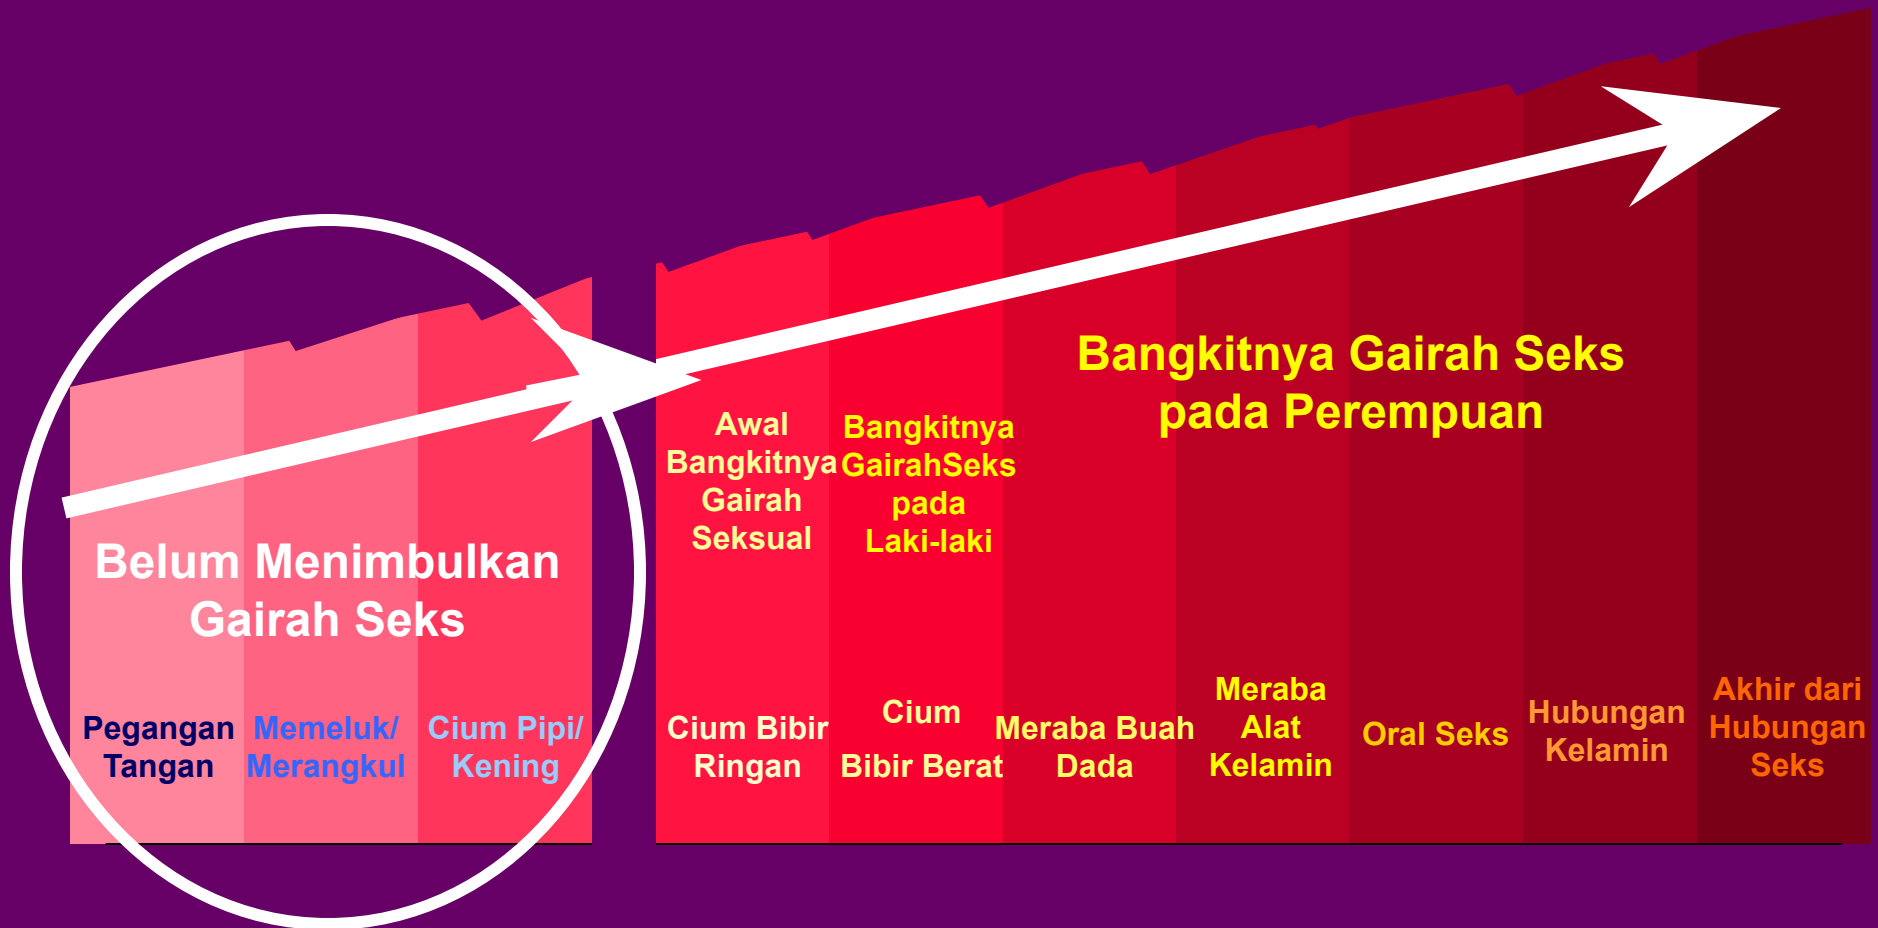 Bangkitnya Gairah Seks
pada Perempuan
Awal
Bangkitnya
Gairah
Seksual
Bangkitnya
GairahSeks
pada
Laki-laki
Belum Menimbulkan
Gairah Seks
Pegangan
Tangan
Memeluk/
Merangkul
Cium Pipi/
Kening
Cium Bibir
Ringan
Cium
Bibir Berat
Meraba Buah
Dada
Meraba
Alat
Kelamin
Oral Seks
Hubungan
Kelamin
Akhir dari
Hubungan
Seks